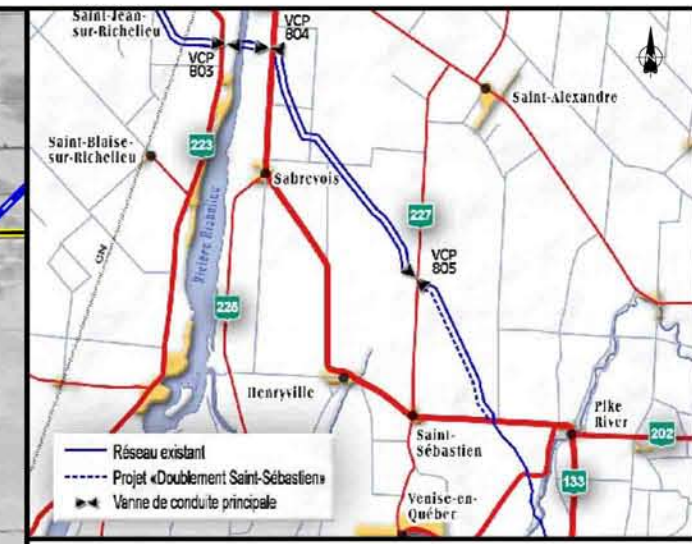 Saint-Jean-
sur-Richelieu
VCP
803
VCP
804
Saint-Alexandre
Saint-Blaise-
sur-Richelieu
223
Sabrevois
Rivière Richelieu
CN
227
VCP
805
225
Henryville
Saint-
Sébastien
Pike
River
202
133
Venise-en-
Québec
Réseau existant
Projet «Doublement Saint-Sébastien»
Vanne de conduite principale
N